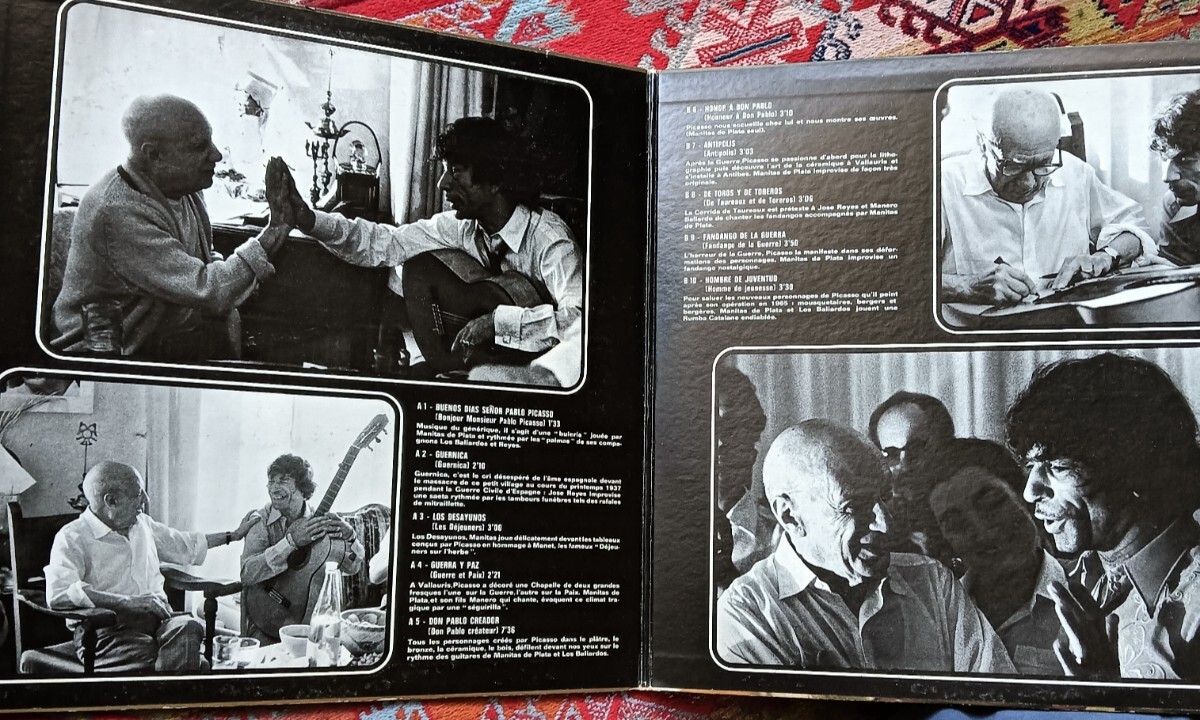 A 1 - BUENOS DIAS SEÑOR PABLO PICASSO
(Bonjour Monsieur Pablo Picasso) 7'33
Musique du générique, il s'agit d'une "buleria" jouée par
Manitas de Plata et rythmée par les "palmas" de ses compa-
gnons Los Baliardos et Reyes.
A 2 - GUERNICA
(Guernica) 2'10
Guernica, c'est le cri désespéré de l'âme espagnole devant
le massacre de ce petit village au cours du printemps 1937
pendant la Guerre Civile d'Espagne : Jose Reyes improvise
une saeta rythmée par les tambours funèbres tels des rafales
de mitraillette.
A 3 - LOS DESAYUNOS
(Les Déjeuners) 3'00
Los Desayunos, Manitas joue délicatement devant les tableaux
conçus par Picasso en hommage à Manet, les fameux "Déjeu-
ners sur l'herbe".
A 4 - GUERRA Y PAZ
(Guerre et Paix) 2'21
A Vallauris, Picasso a décoré une Chapelle de deux grandes
fresques l'une sur la Guerre, l'autre sur la Paix. Manitas de
Plata, et son fils Manero qui chante, évoquent ce climat tra-
gique par une "séguirilla".
A 5 - DON PABLO CREADOR
(Don Pablo créateur) 7'36
Tous les personnages créés par Picasso dans le plâtre, le
bronze, la céramique, le bois, défilent devant nos yeux sur le
rythme des guitares de Manitas de Plata et Los Baliardos.
B 6 - HONOR A DON PABLO
(Honneur à Don Pablo) 3'10
Picasso nous accueille chez lui et nous montre ses œuvres.
(Manitas de Plata seul).
B 7 - ANTIPOLIS
(Antipolis) 3'03
Après la Guerre, Picasso se passionne d'abord pour la litho-
graphie puis découvre l'art de la céramique à Vallauris et
s'installe à Antibes. Manitas de Plata improvise de façon très
originale.
B 8 - DE TOROS Y DE TOREROS
(De Taureaux et de Toreros) 3'06
La Corrida de Taureaux est prétexte à Jose Reyes et Manero
Baliardo de chanter les fandangos accompagnés par Manitas
de Plata.
B 9 - FANDANGO DE LA GUERRA
(Fandango de la Guerra) 3'50
L'horreur de la Guerre, Picasso la manifeste dans ses défor-
mations des personnages. Manitas de Plata improvise un
fandango nostalgique.
B 10 - HOMBRE DE JUVENTUD
(Homme de jeunesse) 3'30
Pour saluer les nouveaux personnages de Picasso qu'il peint
après son opération en 1965 : mousquetaires, bergers et
bergères. Manitas de Plata et Los Baliardos jouent une
Rumba Catalane endiablée.